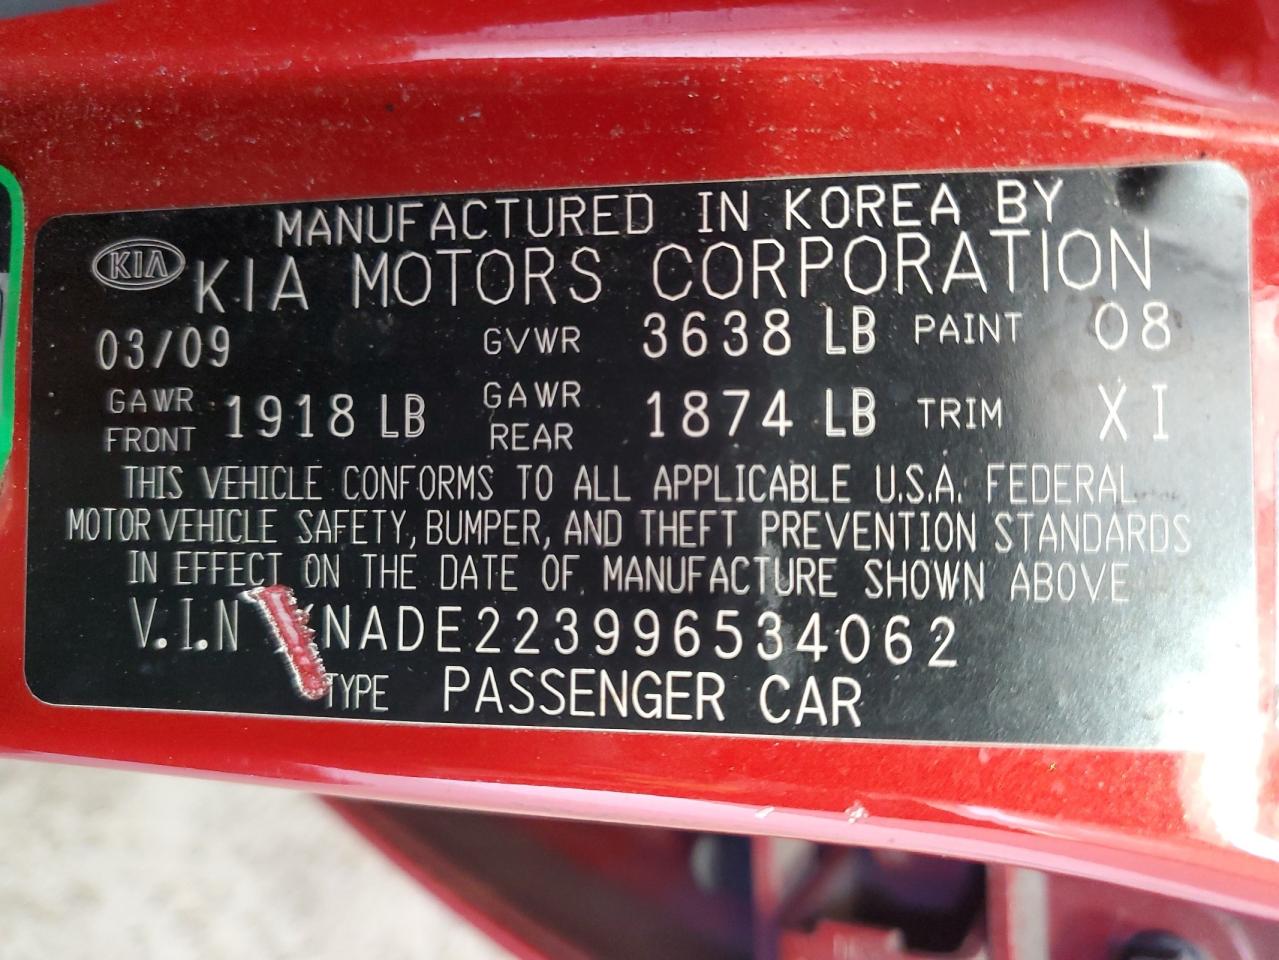 MANUFACTURED IN KOREA BY
KIA KIA MOTORS CORPORATION
03/09 GVWR 3638 LB PAINT 08
GAWR FRONT 1918 LB GAWR REAR 1874 LB TRIM XI
THIS VEHICLE CONFORMS TO ALL APPLICABLE U.S.A. FEDERAL
MOTOR VEHICLE SAFETY, BUMPER, AND THEFT PREVENTION STANDARDS
IN EFFECT ON THE DATE OF MANUFACTURE SHOWN ABOVE
V.I.N KNADE223996534062
TYPE PASSENGER CAR